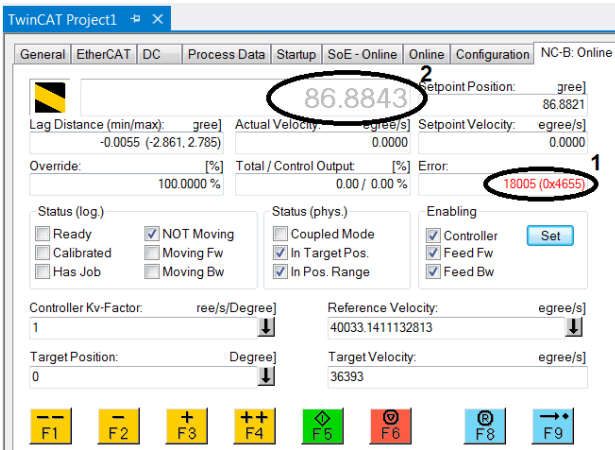 TwinCAT Project1
General EtherCAT DC Process Data Startup SoE - Online Online Configuration NC-B: Online
2
86.8843
Setpoint Position: gree]
86.8821
Lag Distance (min/max): gree] Actual Velocity: egree/s] Setpoint Velocity: egree/s]
-0.0055 (-2.861, 2.785) 0.0000 0.0000
1
Override: [%] Total / Control Output: [%] Error:
100.0000 % 0.00 / 0.00 % 18005 (0x4655)
Status (log.) Status (phys.) Enabling
Ready NOT Moving Coupled Mode Controller Set
Calibrated Moving Fw In Target Pos. Feed Fw
Has Job Moving Bw In Pos. Range Feed Bw
Controller Kv-Factor: ree/s/Degree] Reference Velocity: egree/s]
1 40033.1411132813
Target Position: Degree] Target Velocity: egree/s]
0 36393
-- - + ++ R
F1 F2 F3 F4 F5 F6 F8 F9